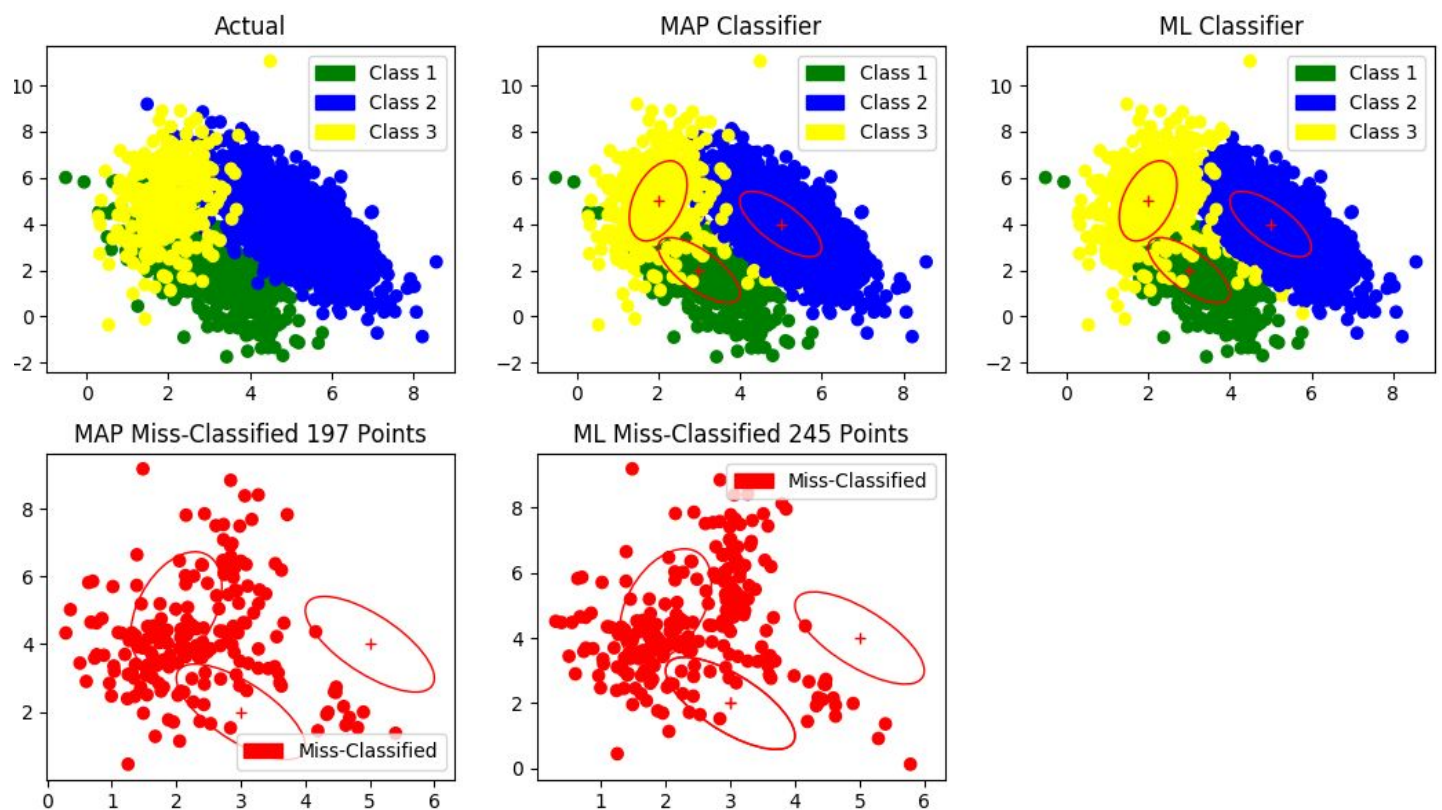 Actual
MAP Classifier
ML Classifier
Class 1
Class 2
Class 3
10
8
6
4
2
0
−2
0 2 4 6 8
Class 1
Class 2
Class 3
10
8
6
4
2
0
−2
0 2 4 6 8
Class 1
Class 2
Class 3
10
8
6
4
2
0
−2
0 2 4 6 8
MAP Miss-Classified 197 Points
ML Miss-Classified 245 Points
8
6
4
2
Miss-Classified
0 1 2 3 4 5 6
Miss-Classified
8
6
4
2
0
1 2 3 4 5 6